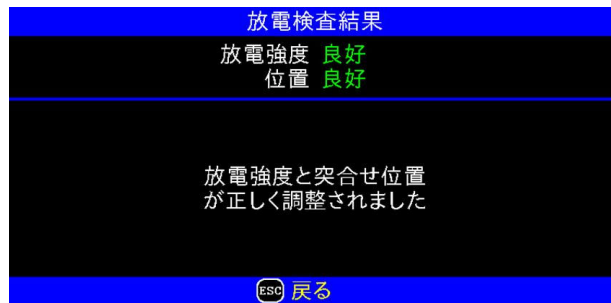 放電検査結果
放電強度 良好
位置 良好
放電強度と突合せ位置
が正しく調整されました
ESC 戻る